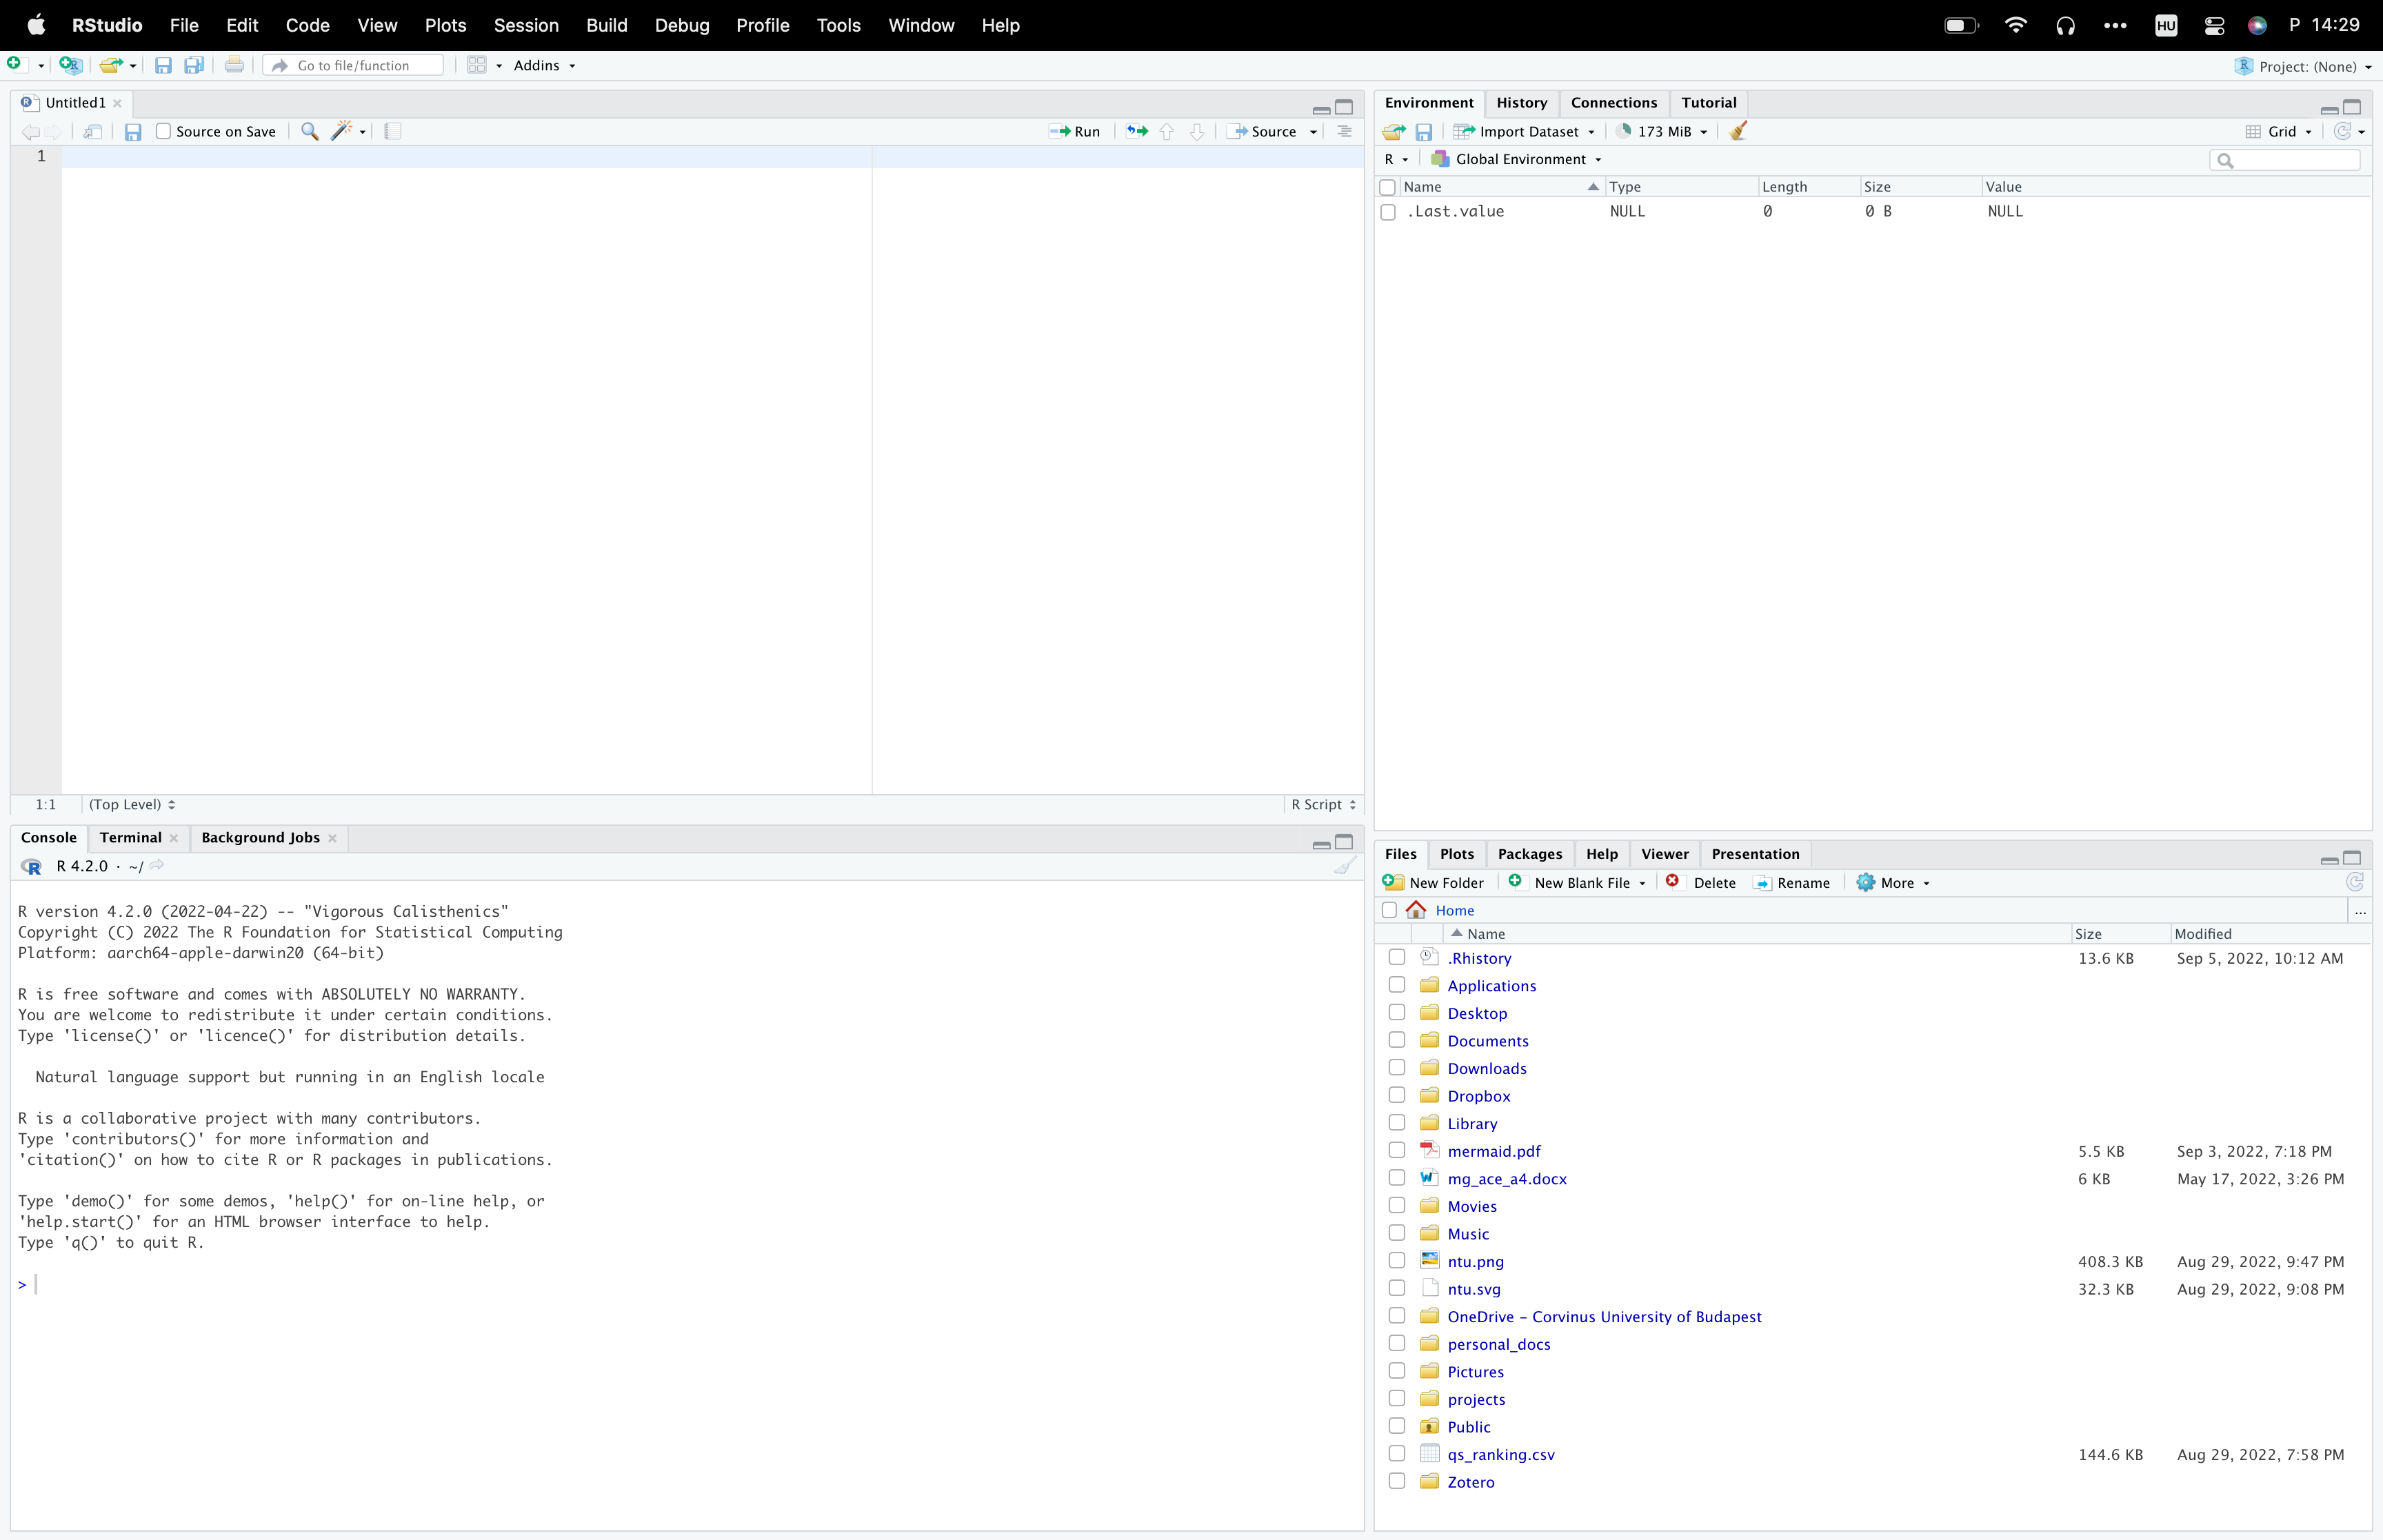 RStudio File Edit Code View Plots Session Build Debug Profile Tools Window Help HU P 14:29
Go to file/function Addins Project: (None)
Untitled1
Source on Save Run Source
1
1:1 (Top Level) R Script
Console Terminal Background Jobs
R 4.2.0 · ~/
R version 4.2.0 (2022-04-22) -- "Vigorous Calisthenics"
Copyright (C) 2022 The R Foundation for Statistical Computing
Platform: aarch64-apple-darwin20 (64-bit)
R is free software and comes with ABSOLUTELY NO WARRANTY.
You are welcome to redistribute it under certain conditions.
Type 'license()' or 'licence()' for distribution details.
Natural language support but running in an English locale
R is a collaborative project with many contributors.
Type 'contributors()' for more information and
'citation()' on how to cite R or R packages in publications.
Type 'demo()' for some demos, 'help()' for on-line help, or
'help.start()' for an HTML browser interface to help.
Type 'q()' to quit R.
>
Environment History Connections Tutorial
Import Dataset 173 MiB Grid
R Global Environment
Name Type Length Size Value
.Last.value NULL 0 0 B NULL
Files Plots Packages Help Viewer Presentation
New Folder New Blank File Delete Rename More
Home ...
Name Size Modified
.Rhistory 13.6 KB Sep 5, 2022, 10:12 AM
Applications
Desktop
Documents
Downloads
Dropbox
Library
mermaid.pdf 5.5 KB Sep 3, 2022, 7:18 PM
mg_ace_a4.docx 6 KB May 17, 2022, 3:26 PM
Movies
Music
ntu.png 408.3 KB Aug 29, 2022, 9:47 PM
ntu.svg 32.3 KB Aug 29, 2022, 9:08 PM
OneDrive - Corvinus University of Budapest
personal_docs
Pictures
projects
Public
qs_ranking.csv 144.6 KB Aug 29, 2022, 7:58 PM
Zotero